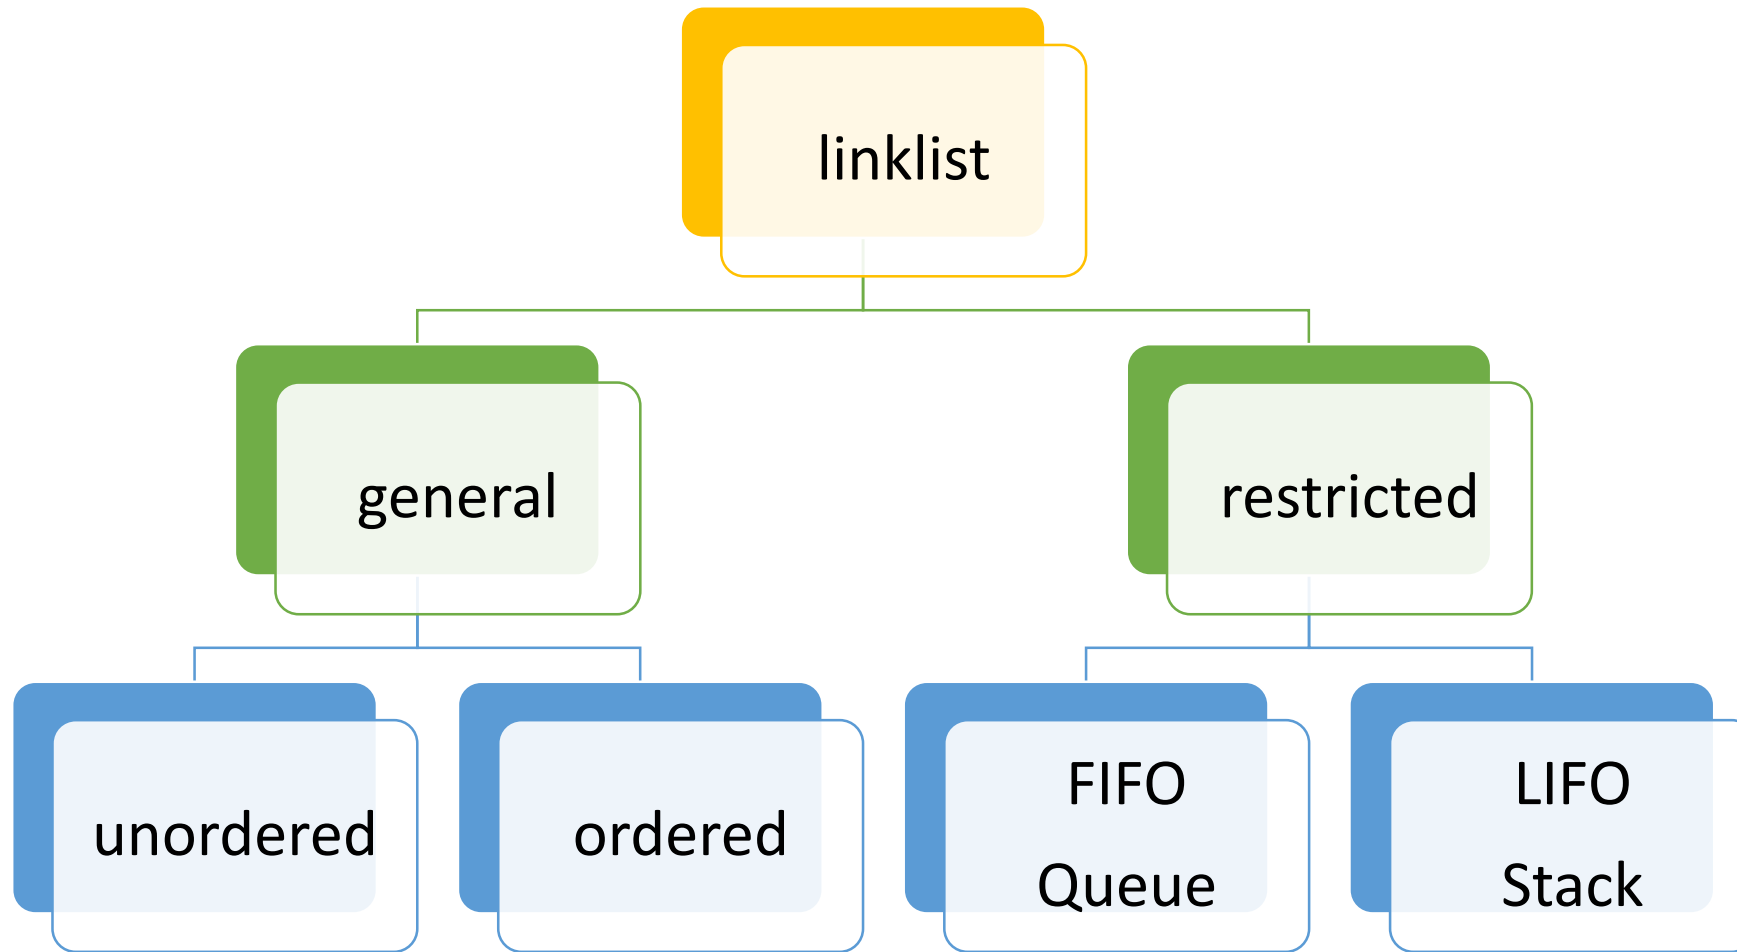 linklist
general
restricted
unordered
ordered
FIFO
Queue
LIFO
Stack